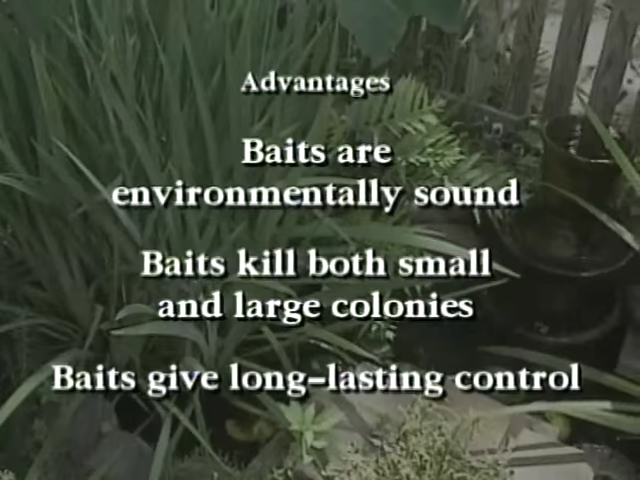 Advantages
Baits are
environmentally sound
Baits kill both small
and large colonies
Baits give long-lasting control